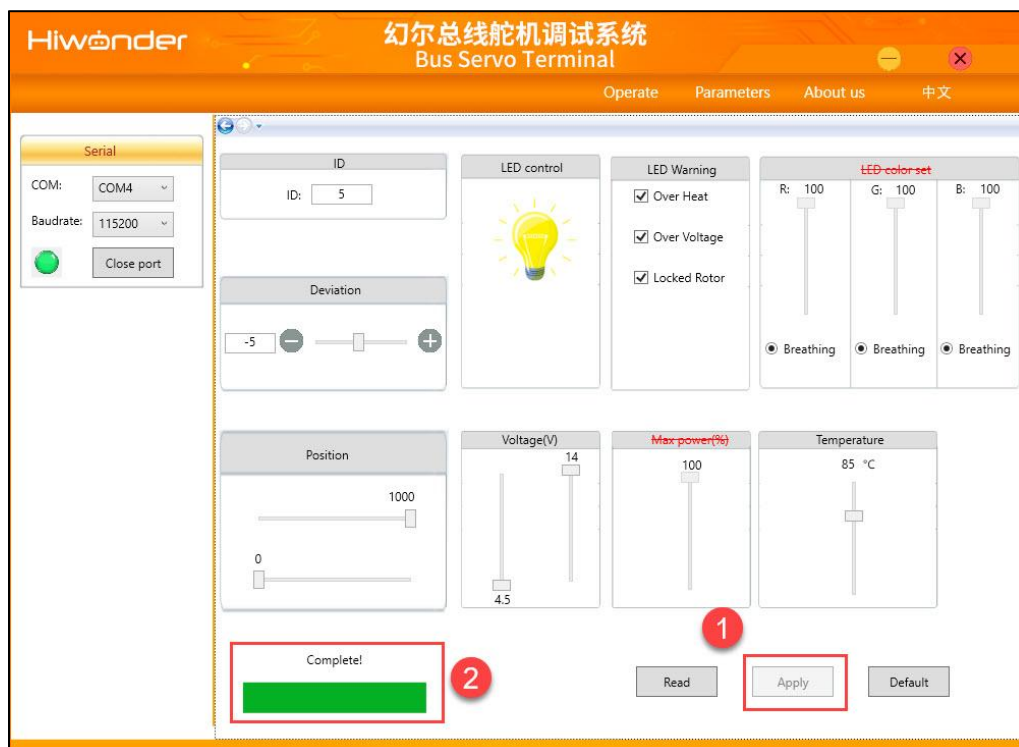 Hiwonder
幻尔总线舵机调试系统
Bus Servo Terminal
Operate Parameters About us 中文
Serial
COM: COM4
Baudrate: 115200
Close port
ID
ID: 5
LED control
LED Warning
Over Heat
Over Voltage
Locked Rotor
LED color set
R: 100 G: 100 B: 100
Breathing Breathing Breathing
Deviation
-5
Position
1000
0
Voltage(V)
14
4.5
Max power(%)
100
Temperature
85 °C
1
Complete!
2
Read Apply Default